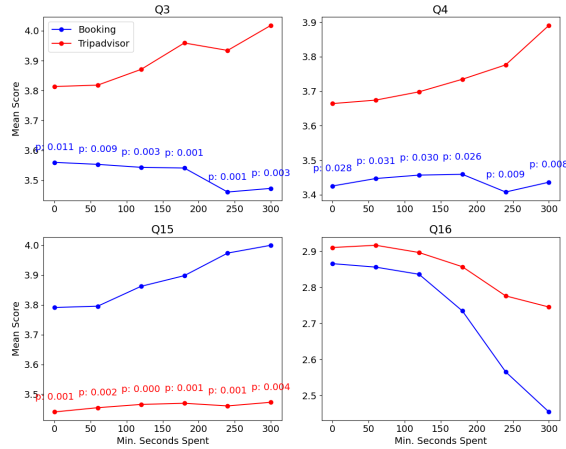 Q3
Booking
Tripadvisor
Mean Score
4.0
3.9
3.8
3.7
3.6
3.5
p: 0.011
p: 0.009
p: 0.003
p: 0.001
p: 0.001
p: 0.003
0 50 100 150 200 250 300
Q4
3.9
3.8
3.7
3.6
3.5
3.4
p: 0.028
p: 0.031
p: 0.030
p: 0.026
p: 0.009
p: 0.008
0 50 100 150 200 250 300
Q15
Mean Score
4.0
3.9
3.8
3.7
3.6
3.5
p: 0.001
p: 0.002
p: 0.000
p: 0.001
p: 0.001
p: 0.004
0 50 100 150 200 250 300
Min. Seconds Spent
Q16
2.9
2.8
2.7
2.6
2.5
0 50 100 150 200 250 300
Min. Seconds Spent